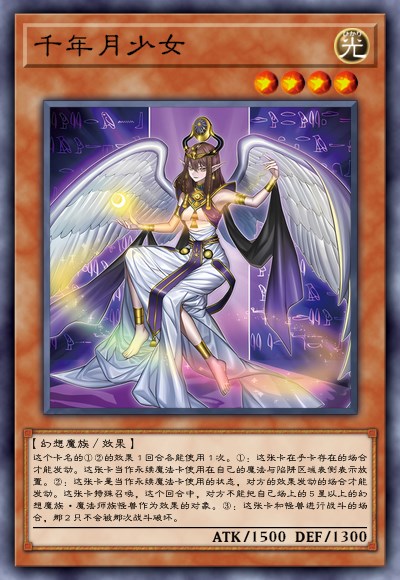 千年月少女
ひかり
光
【幻想魔族／效果】
这个卡名的①②的效果1回合各能使用1次。①：这张卡在手卡存在的场合
才能发动。这张卡当作永续魔法卡使用在自己的魔法与陷阱区域表侧表示放
置。②：这张卡是当作永续魔法卡使用的状态，对方的效果发动的场合才能发
动。这张卡特殊召唤，这个回合中，对方不能把自己场上的5星以上的幻
想魔族·魔法师族怪兽作为效果的对象。③：这张卡和怪兽进行战斗的场
合，那2只不会被那次战斗破坏。
ATK/1500 DEF/1300